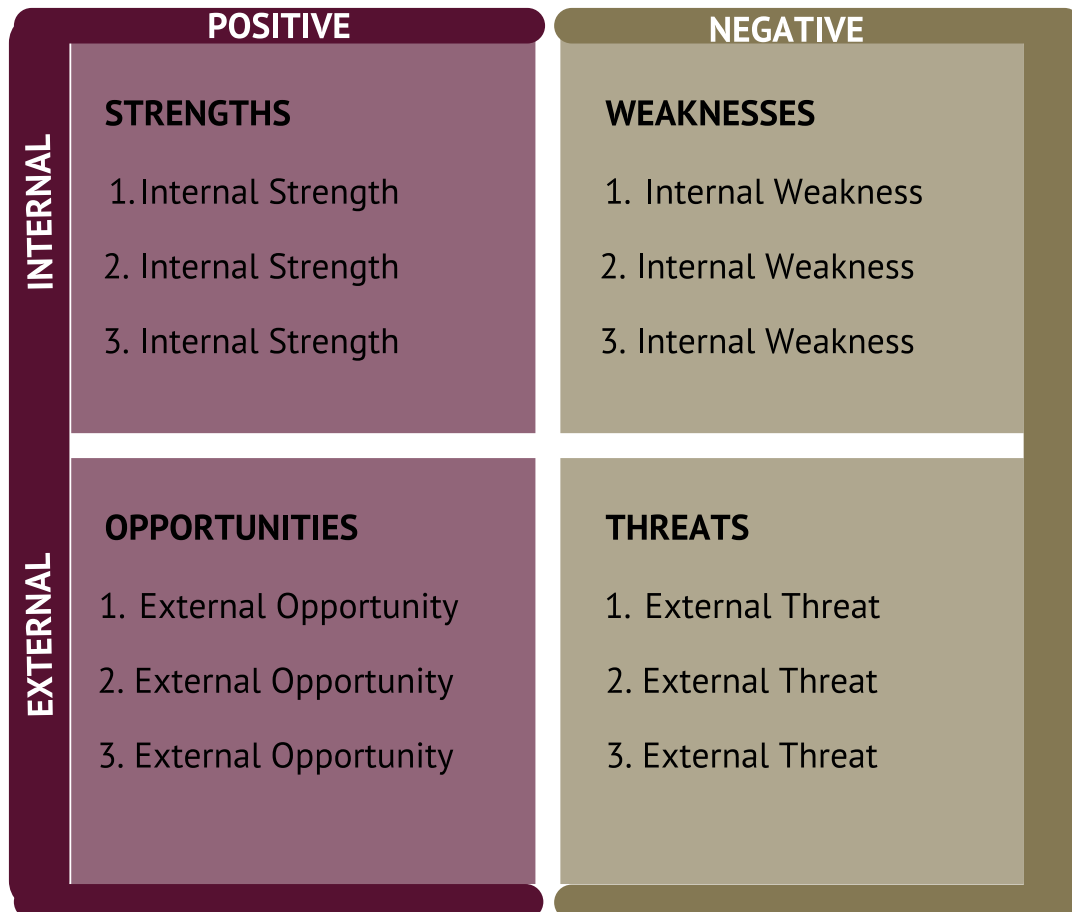 POSITIVE
NEGATIVE
INTERNAL
STRENGTHS
1. Internal Strength
2. Internal Strength
3. Internal Strength
WEAKNESSES
1. Internal Weakness
2. Internal Weakness
3. Internal Weakness
EXTERNAL
OPPORTUNITIES
1. External Opportunity
2. External Opportunity
3. External Opportunity
THREATS
1. External Threat
2. External Threat
3. External Threat